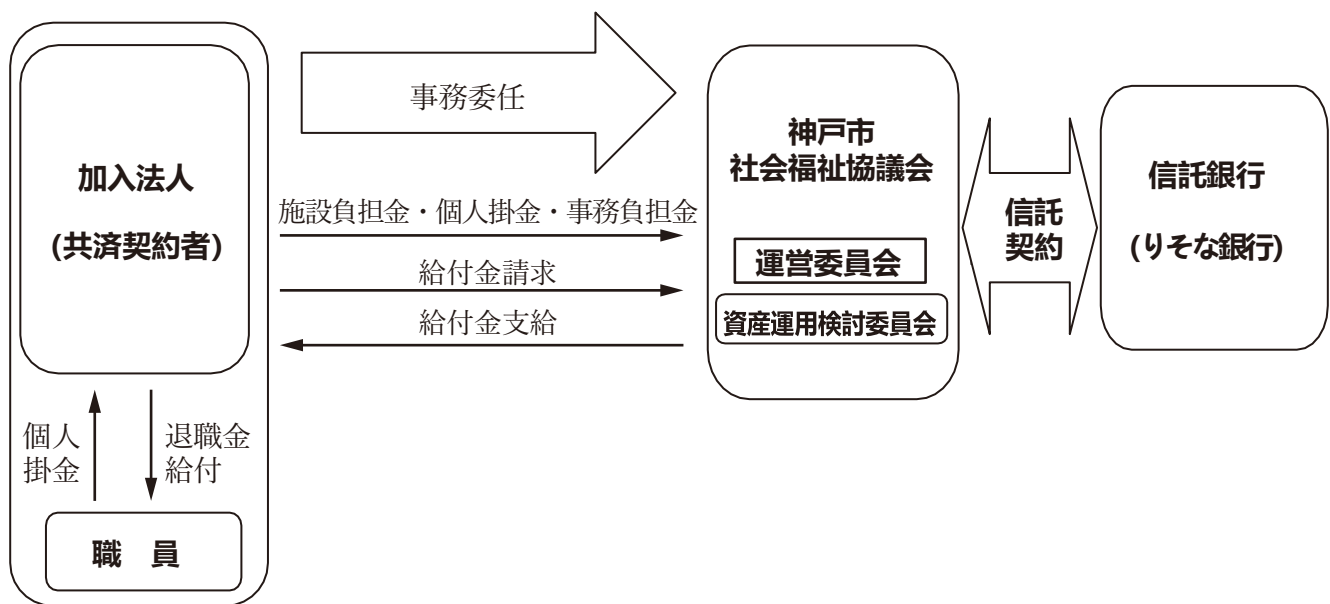 事務委任
加入法人
(共済契約者)
施設負担金・個人掛金・事務負担金
給付金請求
給付金支給
個人
掛金
退職金
給付
職　員
神戸市
社会福祉協議会
運営委員会
資産運用検討委員会
信託
契約
信託銀行
(りそな銀行)